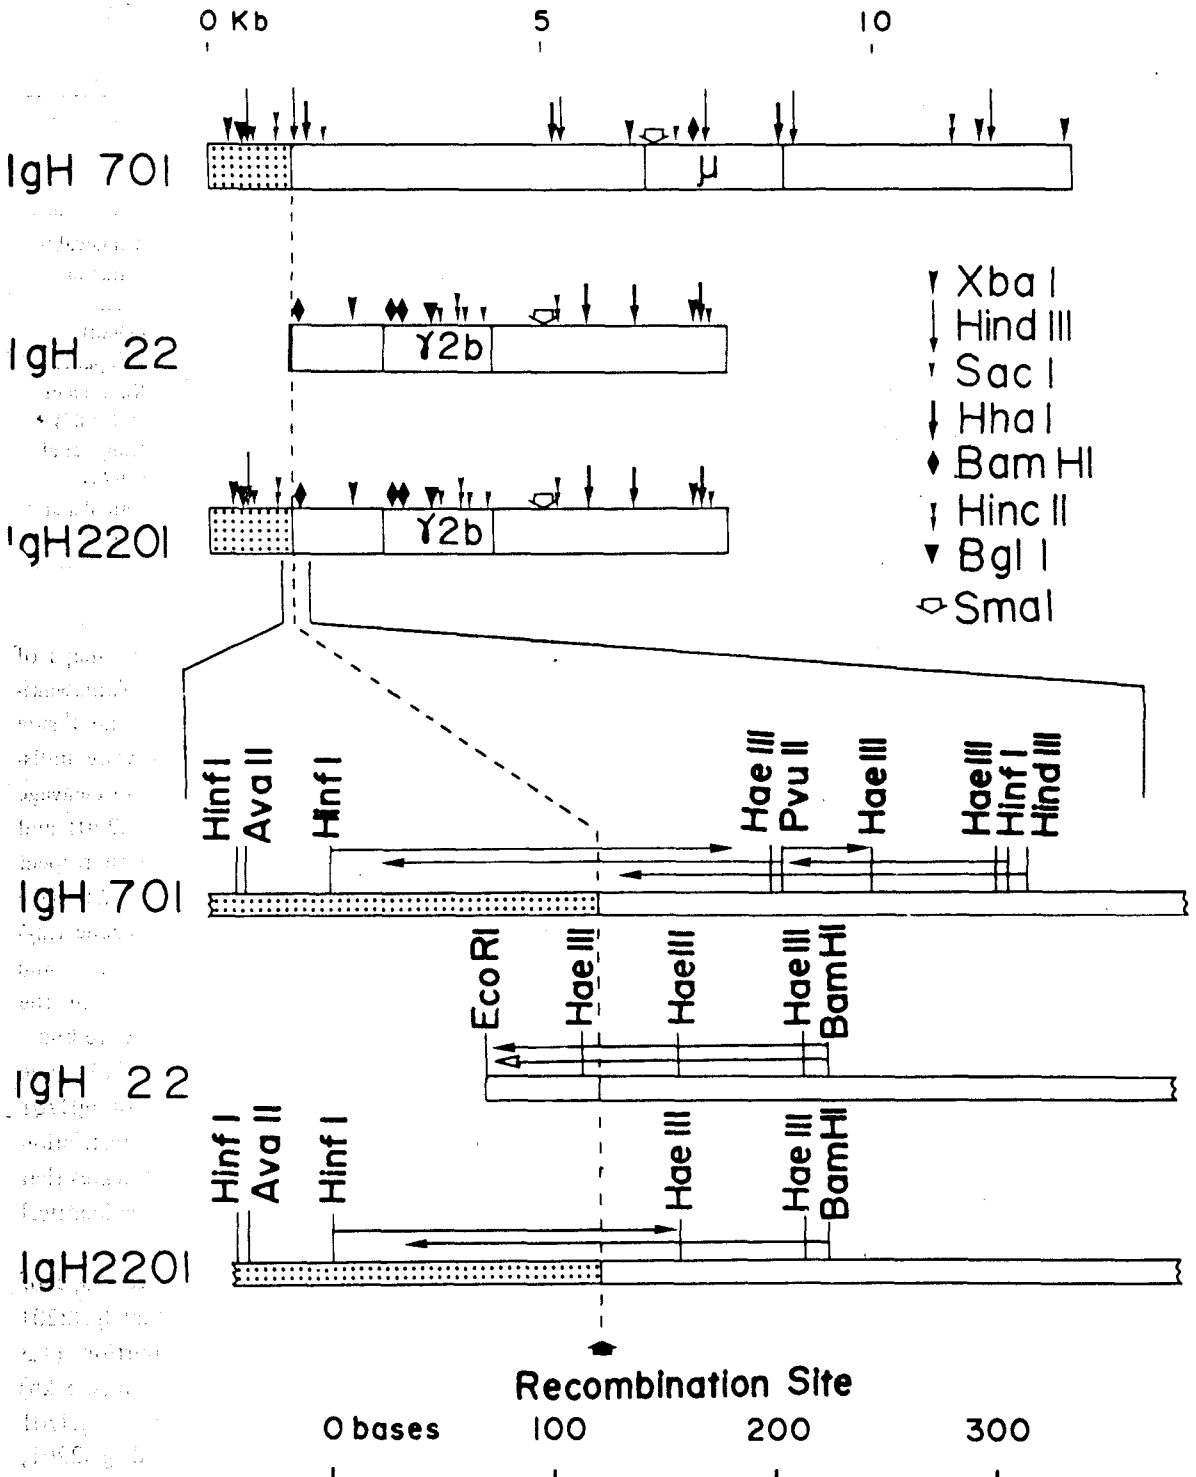 0 Kb 5 10
IgH 701 μ
IgH 22 γ2b
IgH2201 γ2b
Xba I
Hind III
Sac I
Hha I
Bam HI
Hinc II
Bgl I
Sma I
Hinf I Ava II Hinf I Hae III Pvu II Hae III Hae III Hinf I Hind III
IgH 701
EcoRI Hae III Hae III Hae III BamHI
IgH 22
Hinf I Ava II Hinf I Hae III Hae III BamHI
IgH2201
Recombination Site
0 bases 100 200 300